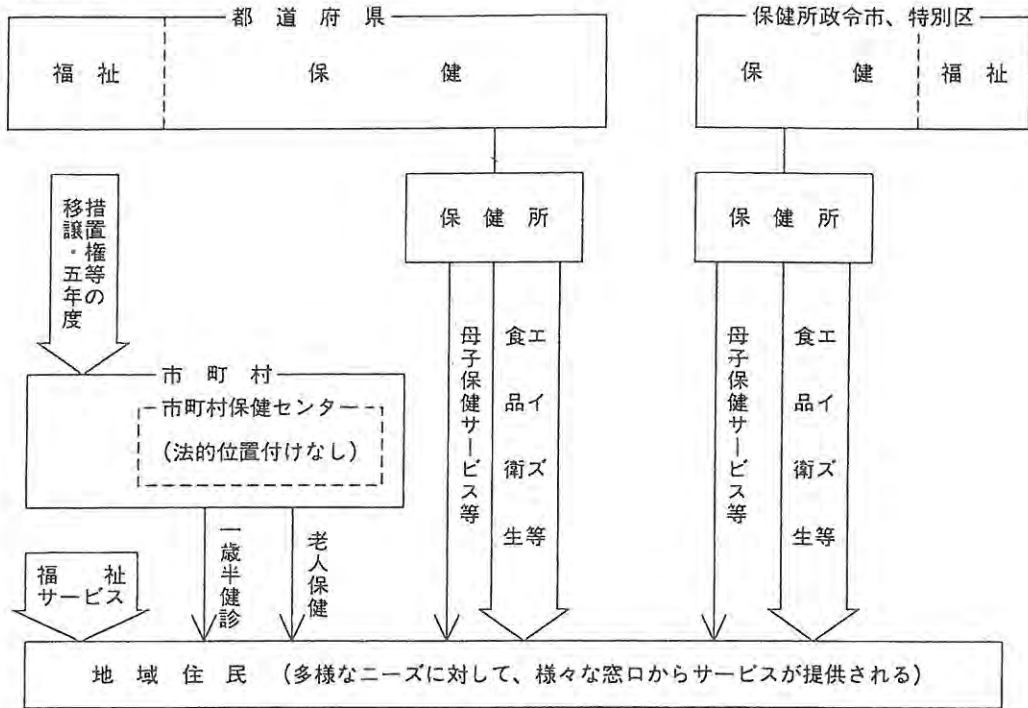 都道府県
福祉
保健
保健所政令市、特別区
保健
福祉
措置権等の
移譲・五年度
保健所
保健所
母子保健サービス等
エイズ等
食品衛生
母子保健サービス等
エイズ等
食品衛生
市町村
市町村保健センター
(法的位置付けなし)
福祉
サービス
一歳半健診
老人保健
地域住民 (多様なニーズに対して、様々な窓口からサービスが提供される)